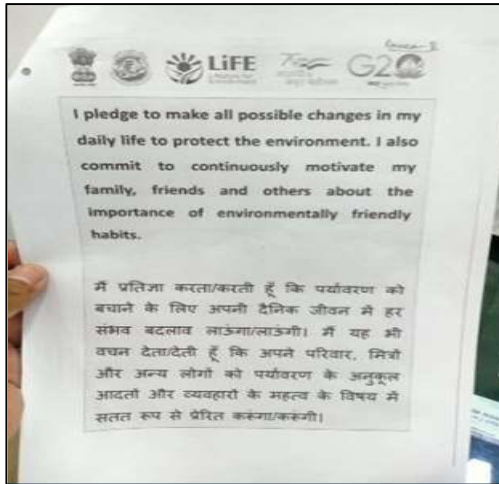 LiFE
G20
I pledge to make all possible changes in my
daily life to protect the environment. I also
commit to continuously motivate my
family, friends and others about the
importance of environmentally friendly
habits.
मैं प्रतिज्ञा करता/करती हूँ कि पर्यावरण को
बचाने के लिए अपनी दैनिक जीवन में हर
संभव बदलाव लाऊंगा/लाऊंगी। मैं यह भी
वचन देता/देती हूँ कि अपने परिवार, मित्रों
और अन्य लोगों को पर्यावरण के अनुकूल
आदतों और व्यवहारों के महत्व के विषय में
सतत रूप से प्रेरित करूंगा/करूंगी।